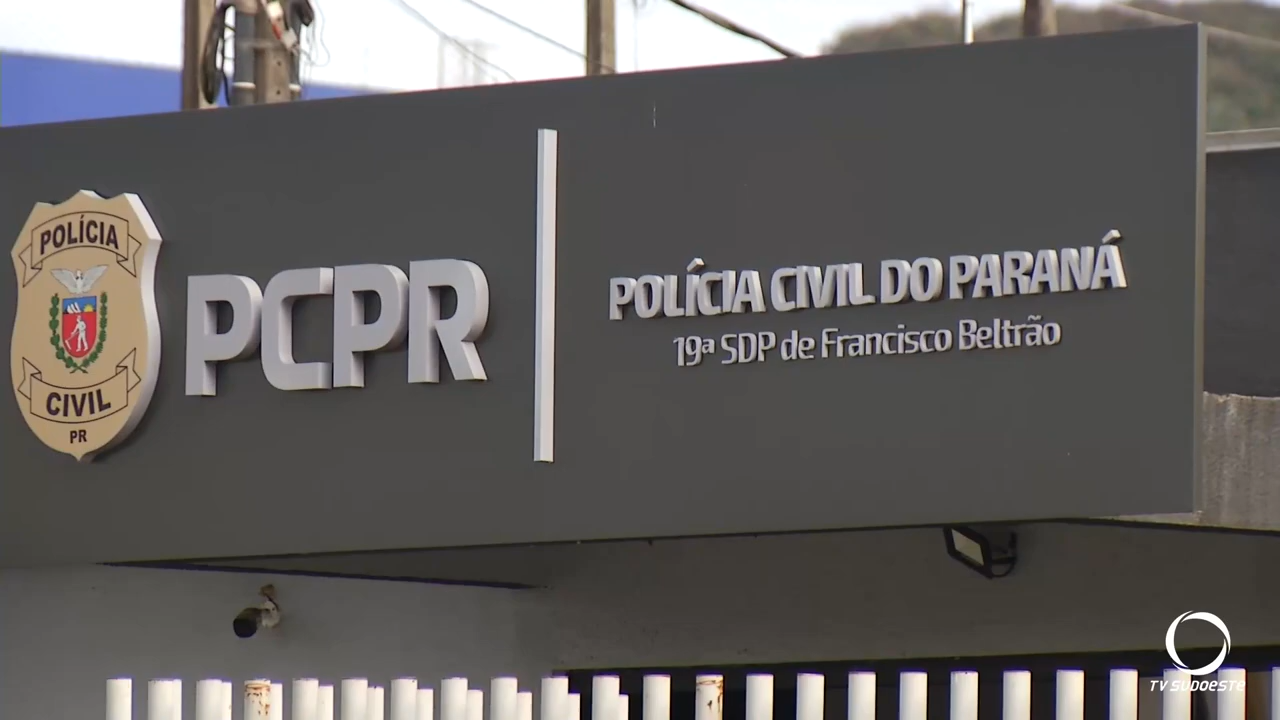 POLÍCIA
CIVIL
PR
PCPR
POLÍCIA CIVIL DO PARANÁ
19ª SDP de Francisco Beltrão
TV SUDOESTE